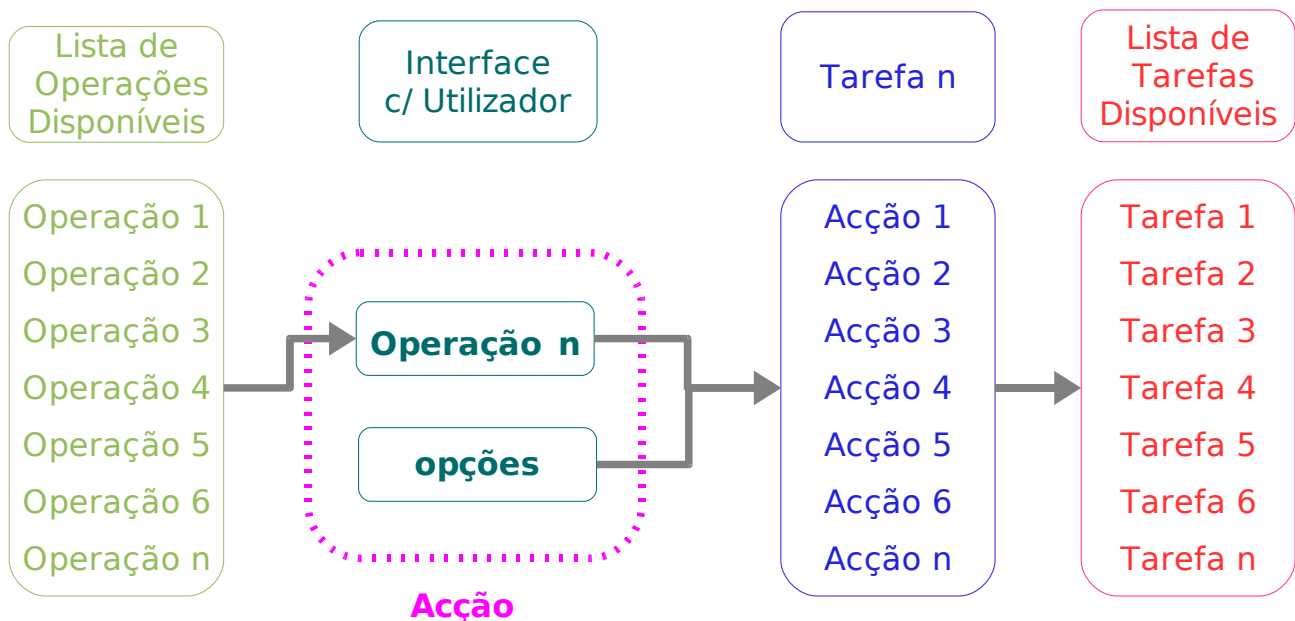 Lista de
Operações
Disponíveis
Interface
c/ Utilizador
Tarefa n
Lista de
Tarefas
Disponíveis
Operação 1
Operação 2
Operação 3
Operação 4
Operação 5
Operação 6
Operação n
Operação n
opções
Acção
Acção 1
Acção 2
Acção 3
Acção 4
Acção 5
Acção 6
Acção n
Tarefa 1
Tarefa 2
Tarefa 3
Tarefa 4
Tarefa 5
Tarefa 6
Tarefa n